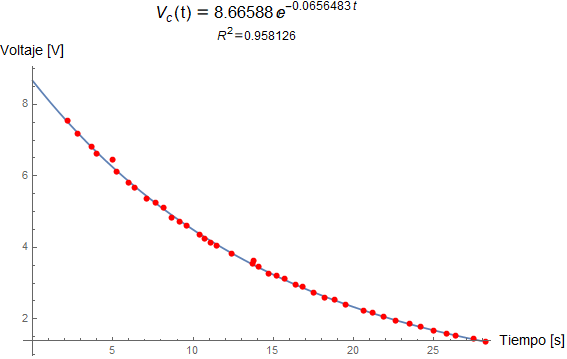 V_c(t) = 8.66588 e^{-0.0656483 t}
R^2=0.958126
Voltaje [V]
8
6
4
2
5 10 15 20 25
Tiempo [s]